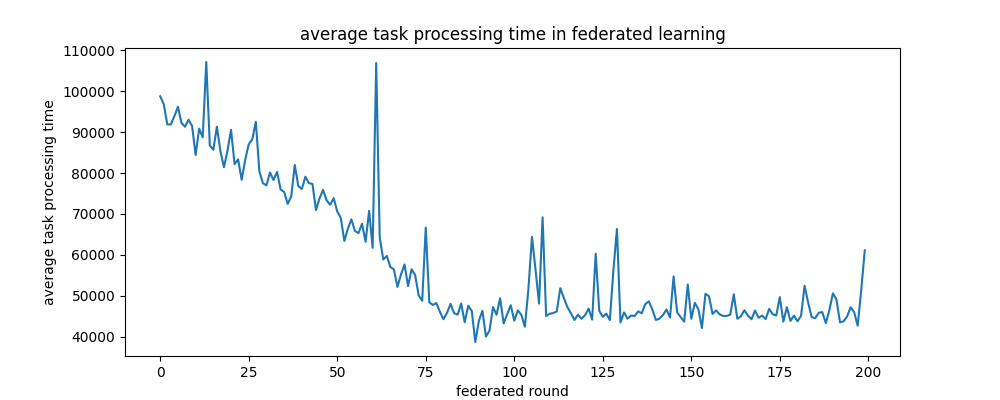 average task processing time in federated learning
110000
100000
90000
80000
70000
60000
50000
40000
average task processing time
0 25 50 75 100 125 150 175 200
federated round